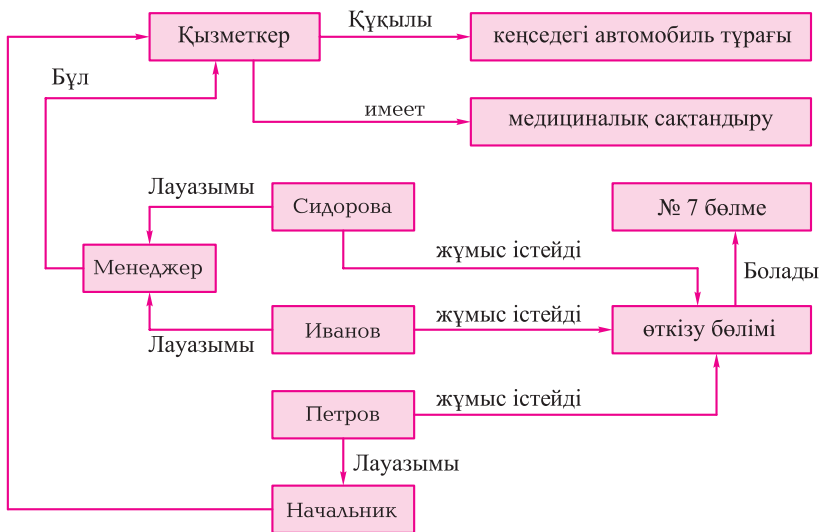 Құқылы
Қызметкер
кеңседегі автомобиль тұрағы
Бұл
имеет
медициналық сақтандыру
Лауазымы
Сидорова
№ 7 бөлме
жұмыс істейді
Менеджер
Болады
жұмыс істейді
Иванов
өткізу бөлімі
Лауазымы
жұмыс істейді
Петров
Лауазымы
Начальник